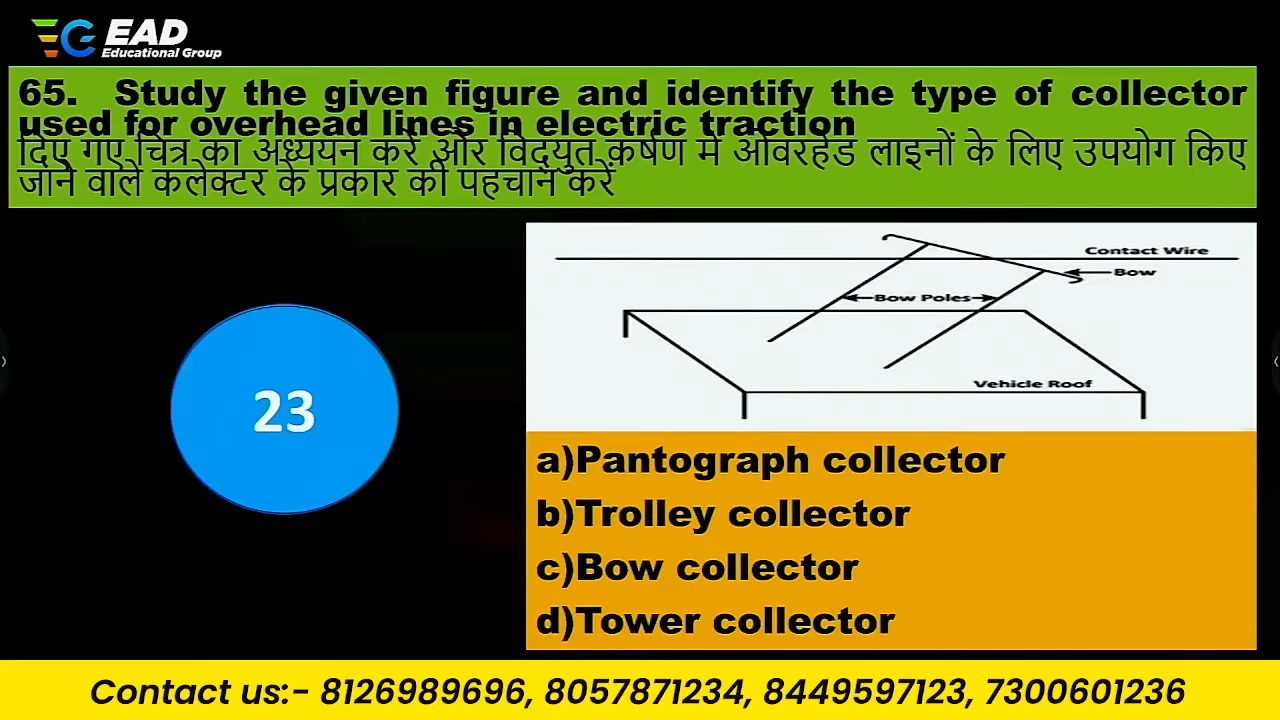 EAD
Educational Group
65. Study the given figure and identify the type of collector
used for overhead lines in electric traction
दिए गए चित्र का अध्ययन करें और विद्युत कर्षण में ओवरहेड लाइनों के लिए उपयोग किए
जाने वाले कलेक्टर के प्रकार की पहचान करें
Contact Wire
Bow
Bow Poles
Vehicle Roof
23
a)Pantograph collector
b)Trolley collector
c)Bow collector
d)Tower collector
Contact us:- 8126989696, 8057871234, 8449597123, 7300601236